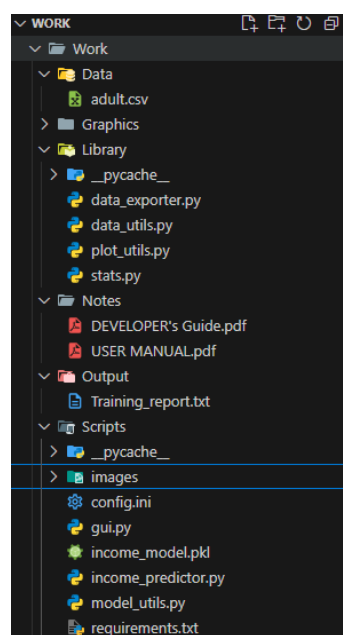 WORK
Work
Data
adult.csv
Graphics
Library
__pycache__
data_exporter.py
data_utils.py
plot_utils.py
stats.py
Notes
DEVELOPER's Guide.pdf
USER MANUAL.pdf
Output
Training_report.txt
Scripts
__pycache__
images
config.ini
gui.py
income_model.pkl
income_predictor.py
model_utils.py
requirements.txt